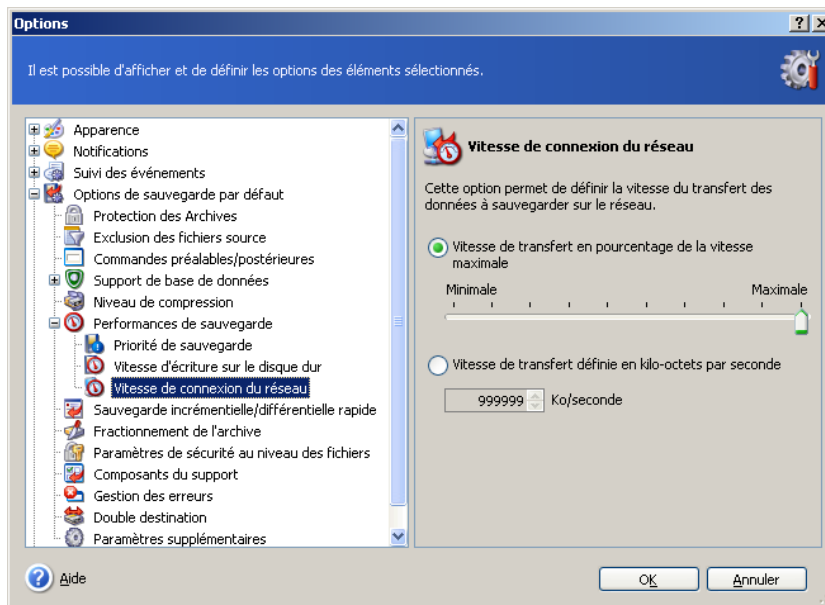 Options
Il est possible d'afficher et de définir les options des éléments sélectionnés.
Apparence
Notifications
Suivi des événements
Options de sauvegarde par défaut
Protection des Archives
Exclusion des fichiers source
Commandes préalables/postérieures
Support de base de données
Niveau de compression
Performances de sauvegarde
Priorité de sauvegarde
Vitesse d'écriture sur le disque dur
Vitesse de connexion du réseau
Sauvegarde incrémentielle/différentielle rapide
Fractionnement de l'archive
Paramètres de sécurité au niveau des fichiers
Composants du support
Gestion des erreurs
Double destination
Paramètres supplémentaires
Vitesse de connexion du réseau
Cette option permet de définir la vitesse du transfert des
données à sauvegarder sur le réseau.
Vitesse de transfert en pourcentage de la vitesse
maximale
Minimale Maximale
Vitesse de transfert définie en kilo-octets par seconde
999999 Ko/seconde
Aide
OK Annuler